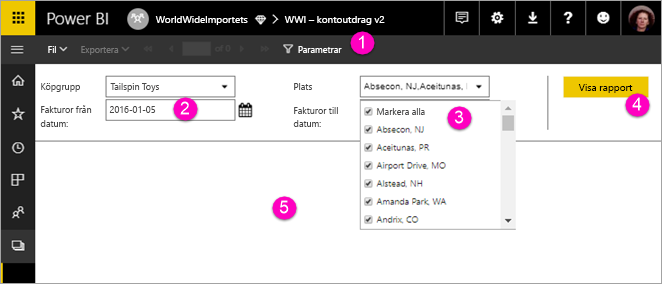 Power BI WorldWideImportets > WWI – kontoutdrag v2 ?
Fil Exportera of 0 Parametrar 1
Köpgrupp Tailspin Toys Plats Absecon, NJ,Aceitunas, Visa rapport
Fakturor från datum: 2016-01-05 2 Fakturor till datum: 3 4
Markera alla
Absecon, NJ
Aceitunas, PR
Airport Drive, MO
Alstead, NH
Amanda Park, WA
Andrix, CO
5